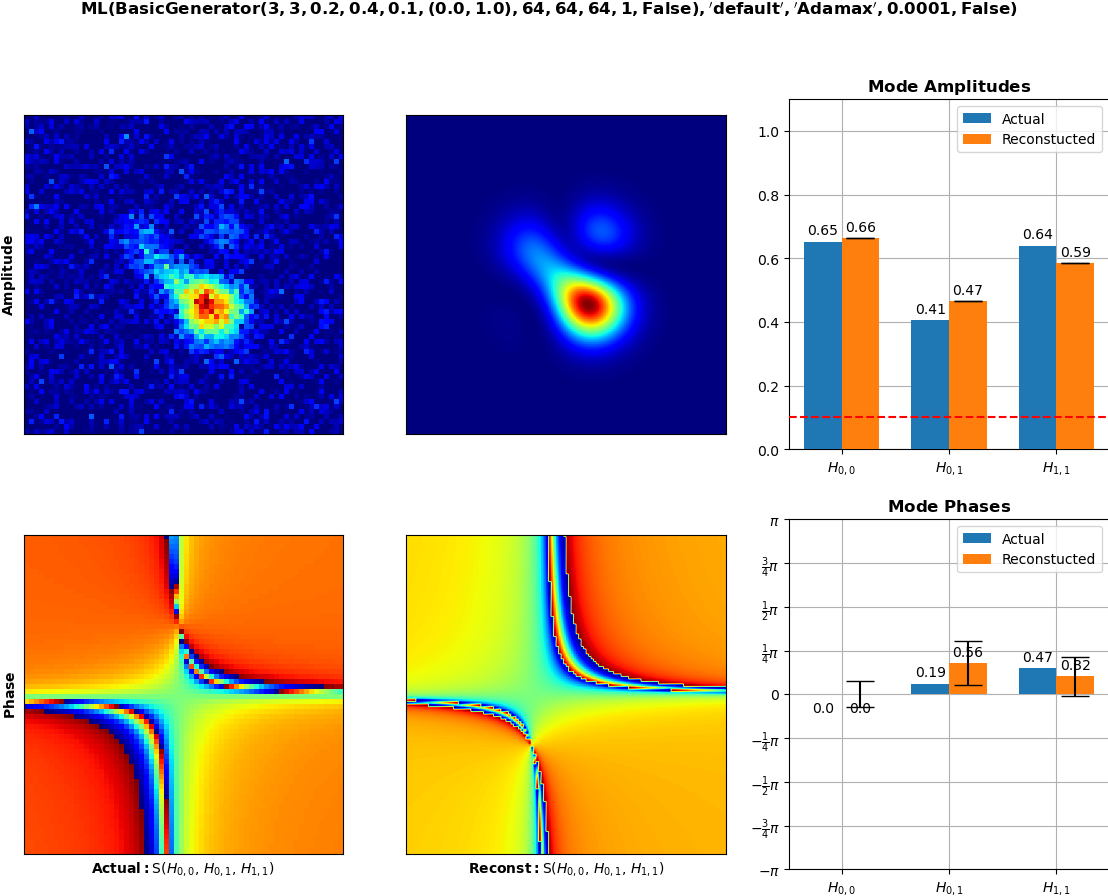 ML(BasicGenerator(3, 3, 0.2, 0.4, 0.1, (0.0, 1.0), 64, 64, 64, 1, False), 'default', 'Adamax', 0.0001, False)
Amplitude
Mode Amplitudes
Actual
Reconstucted
1.0
0.8
0.6
0.4
0.2
0.0
0.65 0.66
0.41 0.47
0.64 0.59
H0,0 H0,1 H1,1
Phase
Actual: S(H0,0, H0,1, H1,1)
Reconst: S(H0,0, H0,1, H1,1)
Mode Phases
Actual
Reconstucted
π
3/4π
1/2π
1/4π
0
−1/4π
−1/2π
−3/4π
−π
0.0 0.0
0.19 0.56
0.47 0.32
H0,0 H0,1 H1,1